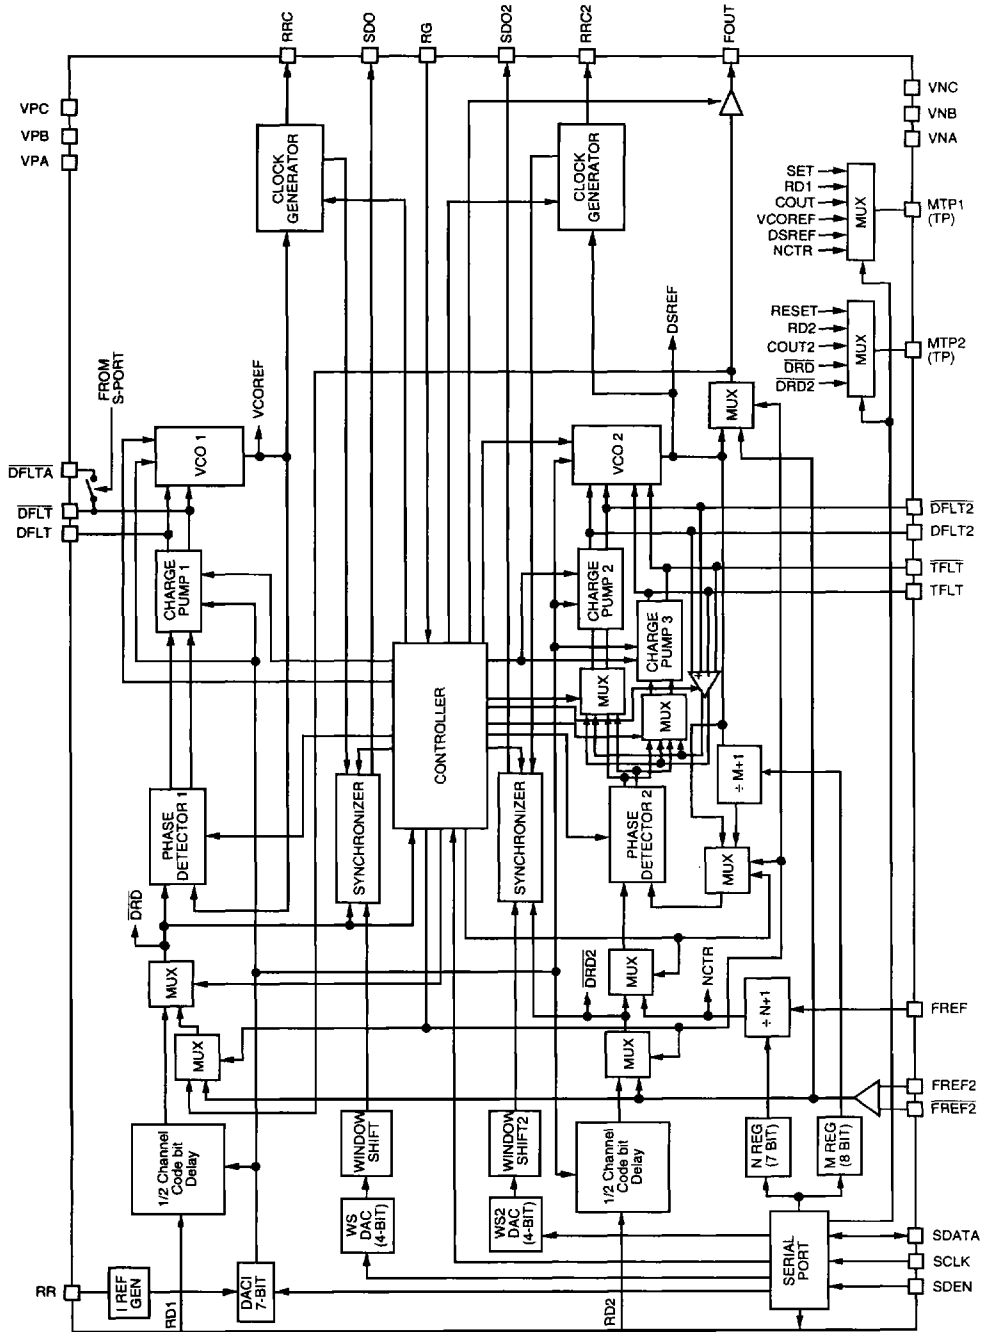 RRC
SDO
RG
SDO2
RRC2
FOUT
VPC
VPB
VPA
VNC
VNB
VNA
CLOCK
GENERATOR
CLOCK
GENERATOR
SET
RD1
COUT
VCOREF
DSREF
NCTR
MUX
MTP1
(TP)
RESET
RD2
COUT2
DRD
DRD2
MUX
MTP2
(TP)
FROM
S-PORT
VCOREF
DSREF
MUX
DFLTA
DFLT
DFLT
VCO 1
VCO 2
DFLT2
DFLT2
TFLT
TFLT
CHARGE
PUMP 1
CHARGE
PUMP 2
CHARGE
PUMP 3
MUX
MUX
CONTROLLER
÷ M+1
PHASE
DETECTOR 1
SYNCHRONIZER
SYNCHRONIZER
PHASE
DETECTOR 2
MUX
DRD
MUX
MUX
DRD2
MUX
MUX
NCTR
÷ N+1
FREF
FREF2
FREF2
1/2 Channel
Code bit
Delay
WINDOW
SHIFT
WINDOW
SHIFT2
1/2 Channel
Code bit
Delay
N REG
(7 BIT)
M REG
(8 BIT)
WS
DAC
(4-BIT)
WS2
DAC
(4-BIT)
SERIAL
PORT
SDATA
SCLK
SDEN
RR
I REF
GEN
RD1
DACI
7-BIT
RD2